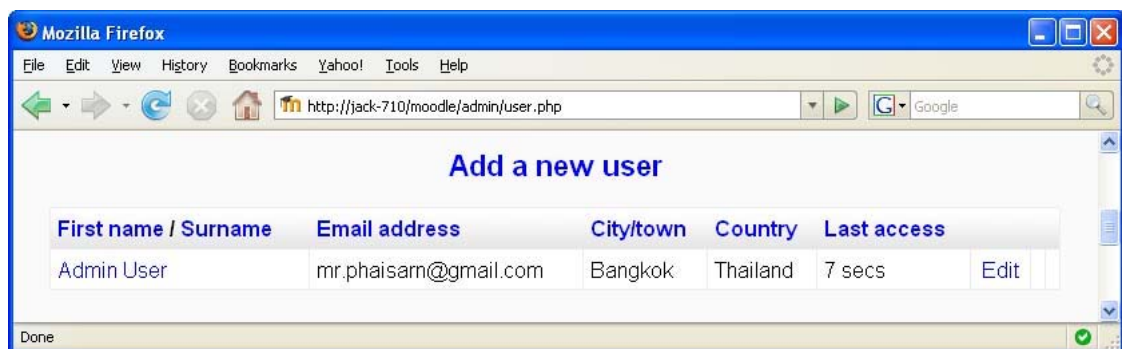 Mozilla Firefox
File Edit View History Bookmarks Yahoo! Tools Help
http://jack-710/moodle/admin/user.php
Google
Add a new user
First name / Surname Email address City/town Country Last access
Admin User mr.phaisarn@gmail.com Bangkok Thailand 7 secs Edit
Done